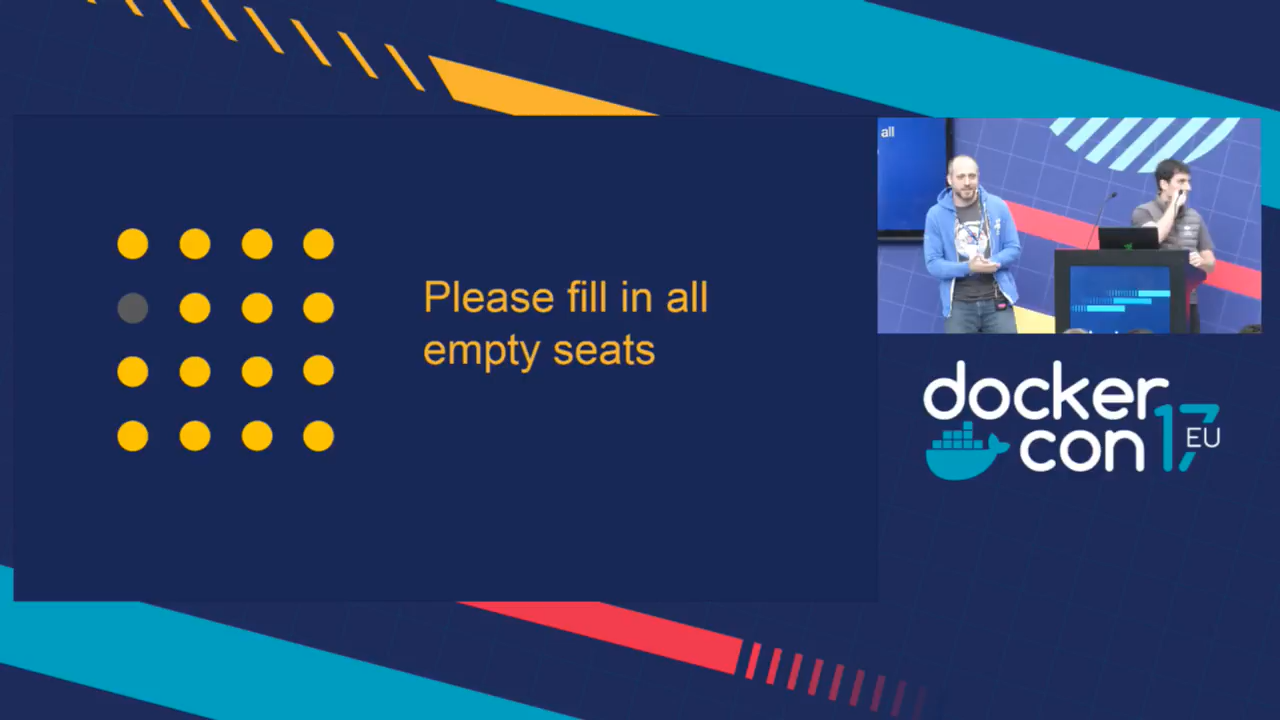 Please fill in all
empty seats
all
docker
con 17
EU